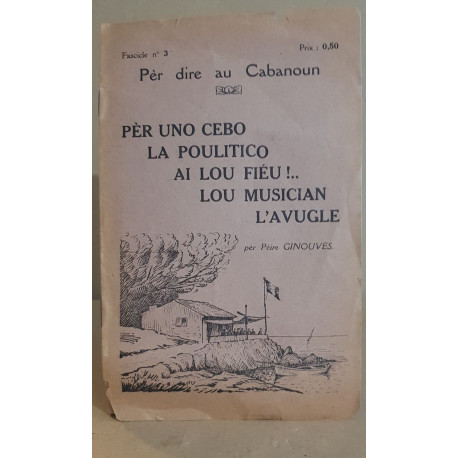 Fascicle n° 3 Prix : 0,50
Pèr dire au Cabanoun
PÈR UNO CEBO
LA POULITICO
AI LOU FIÉU !..
LOU MUSICIAN
L'AVUGLE
pèr Pèire GINOUVÈS.